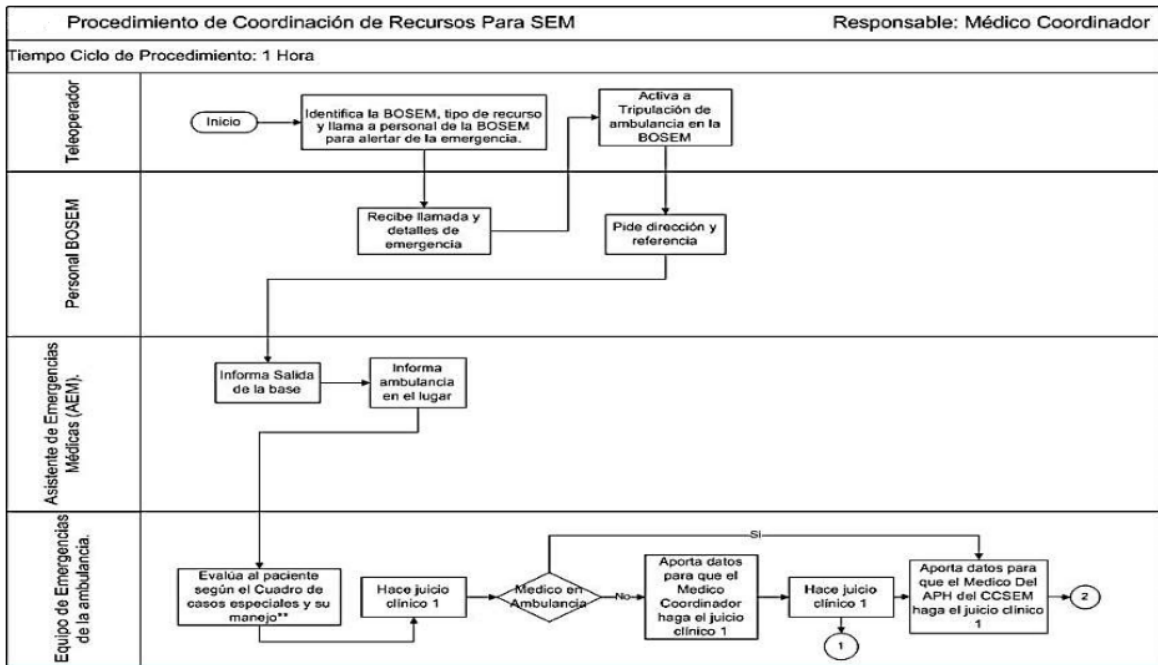 Procedimiento de Coordinación de Recursos Para SEM
Responsable: Médico Coordinador
Tiempo Ciclo de Procedimiento: 1 Hora
Teleoperador
Inicio
Identifica la BOSEM, tipo de recurso
y llama a personal de la BOSEM
para alertar de la emergencia.
Activa a
Tripulación de
ambulancia en la
BOSEM
Personal BOSEM
Recibe llamada y
detalles de
emergencia
Pide dirección y
referencia
Asistente de Emergencias
Médicas (AEM).
Informa Salida
de la base
Informa
ambulancia
en el lugar
Equipo de Emergencias
de la ambulancia.
Evalúa al paciente
según el Cuadro de
casos especiales y su
manejo**
Hace juicio
clínico 1
Medico en
Ambulancia
Si
No
Aporta datos
para que el
Medico
Coordinador
haga el juicio
clínico 1
Hace juicio
clínico 1
1
Aporta datos para
que el Medico Del
APH del CCSEM
haga el juicio clínico
1
2